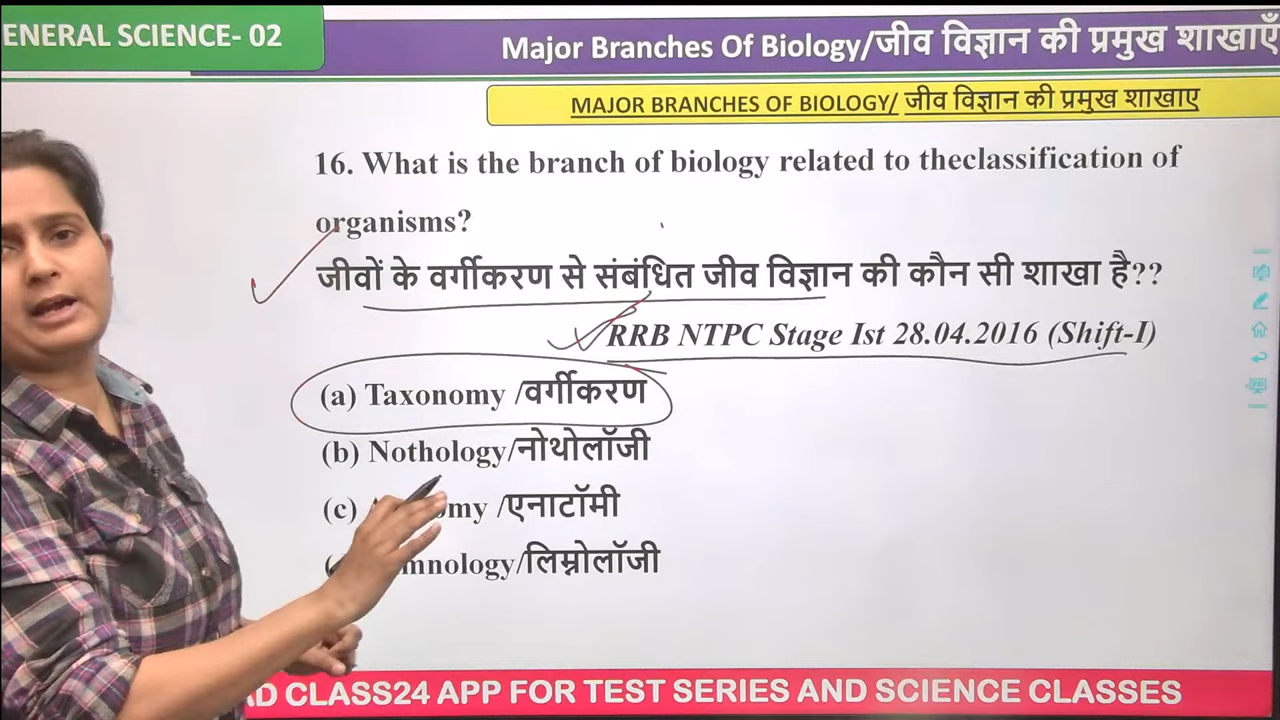 ENERAL SCIENCE- 02
Major Branches Of Biology/जीव विज्ञान की प्रमुख शाखाएँ
MAJOR BRANCHES OF BIOLOGY/ जीव विज्ञान की प्रमुख शाखाए
16. What is the branch of biology related to theclassification of
organisms?
जीवों के वर्गीकरण से संबंधित जीव विज्ञान की कौन सी शाखा है??
RRB NTPC Stage Ist 28.04.2016 (Shift-I)
(a) Taxonomy /वर्गीकरण
(b) Nothology/नोथोलॉजी
(c) /एनाटॉमी
/लिम्नोलॉजी
CLASS24 APP FOR TEST SERIES AND SCIENCE CLASSES